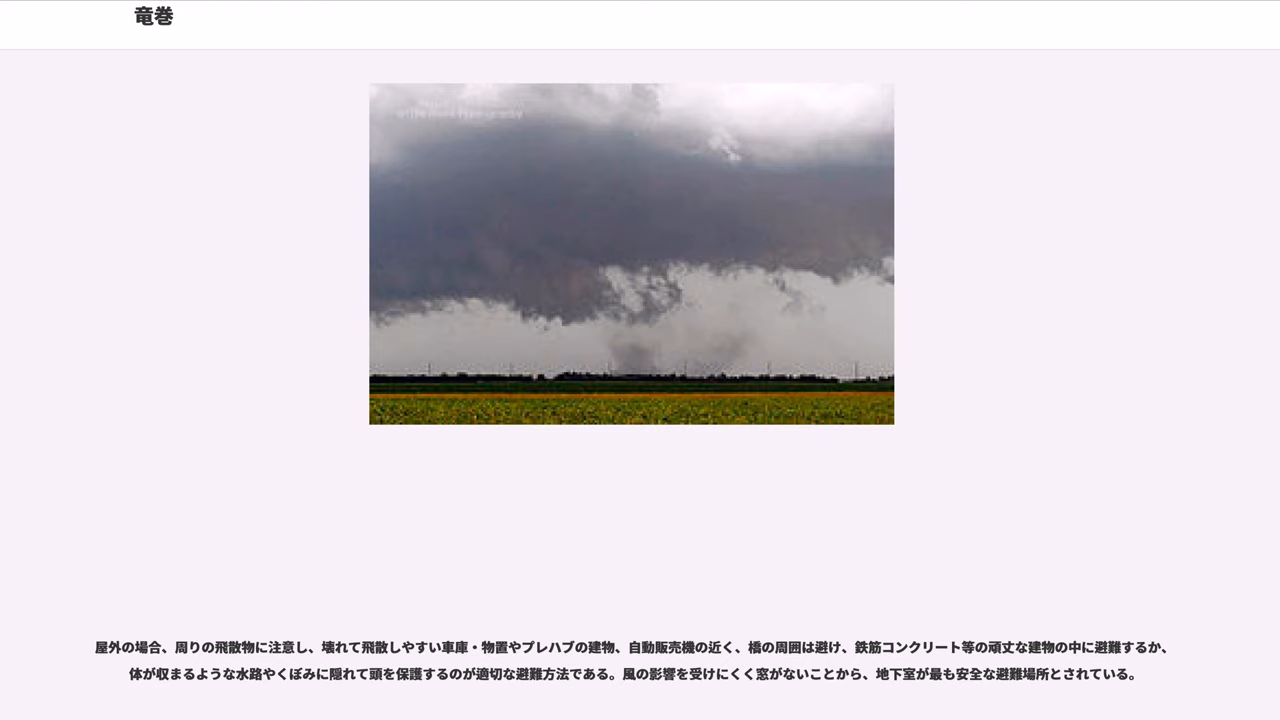 竜巻
屋外の場合、周りの飛散物に注意し、壊れて飛散しやすい車庫・物置やプレハブの建物、自動販売機の近く、橋の周囲は避け、鉄筋コンクリート等の頑丈な建物の中に避難するか、
体が収まるような水路やくぼみに隠れて頭を保護するのが適切な避難方法である。風の影響を受けにくく窓がないことから、地下室が最も安全な避難場所とされている。